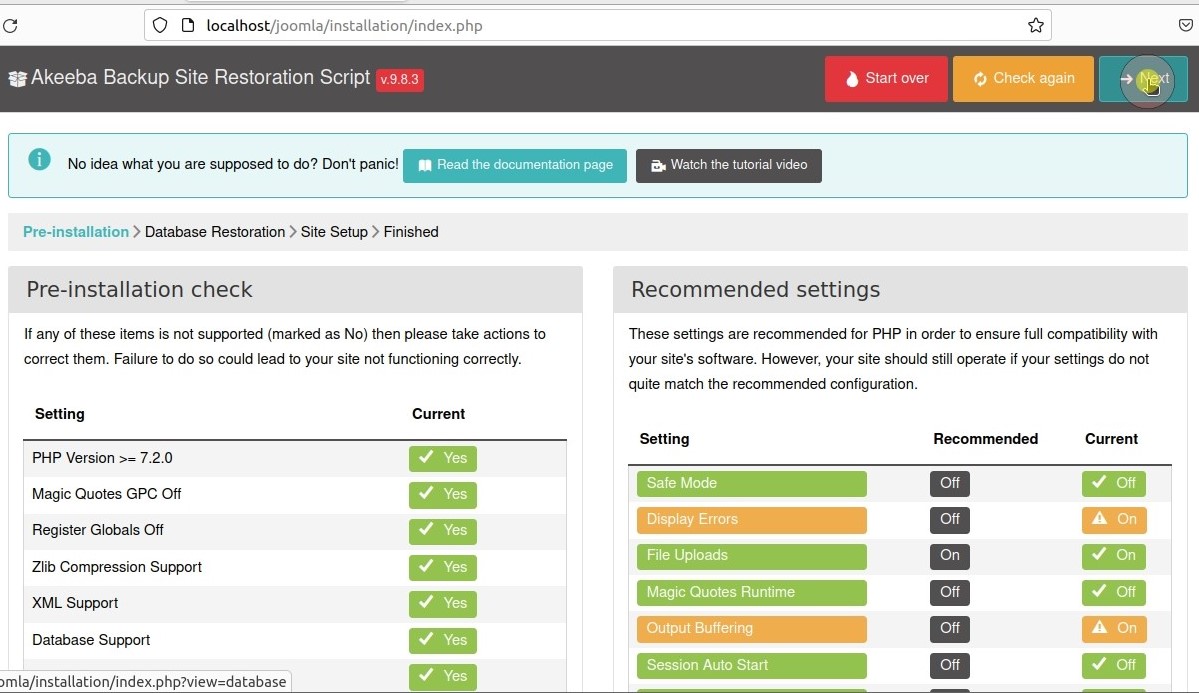 localhost/joomla/installation/index.php
Akeeba Backup Site Restoration Script v.9.8.3
Start over
Check again
Next
No idea what you are supposed to do? Don't panic! Read the documentation page Watch the tutorial video
Pre-installation > Database Restoration > Site Setup > Finished
Pre-installation check
If any of these items is not supported (marked as No) then please take actions to
correct them. Failure to do so could lead to your site not functioning correctly.
Setting Current
PHP Version >= 7.2.0 Yes
Magic Quotes GPC Off Yes
Register Globals Off Yes
Zlib Compression Support Yes
XML Support Yes
Database Support Yes
Yes
Recommended settings
These settings are recommended for PHP in order to ensure full compatibility with
your site's software. However, your site should still operate if your settings do not
quite match the recommended configuration.
Setting Recommended Current
Safe Mode Off Off
Display Errors Off On
File Uploads On On
Magic Quotes Runtime Off Off
Output Buffering Off On
Session Auto Start Off Off
omla/installation/index.php?view=database